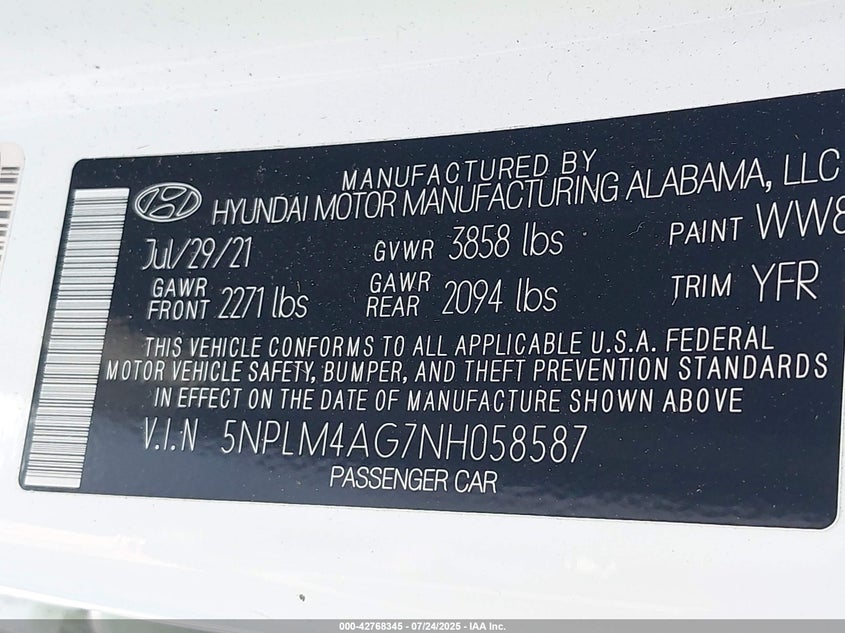 MANUFACTURED BY
HYUNDAI MOTOR MANUFACTURING ALABAMA, LLC
Jul/29/21 GVWR 3858 lbs PAINT WW8
GAWR FRONT 2271 lbs GAWR REAR 2094 lbs TRIM YFR
THIS VEHICLE CONFORMS TO ALL APPLICABLE U.S.A. FEDERAL
MOTOR VEHICLE SAFETY, BUMPER, AND THEFT PREVENTION STANDARDS
IN EFFECT ON THE DATE OF MANUFACTURE SHOWN ABOVE
V.I.N 5NPLM4AG7NH058587
PASSENGER CAR
000-42768345 - 07/24/2025 - IAA Inc.